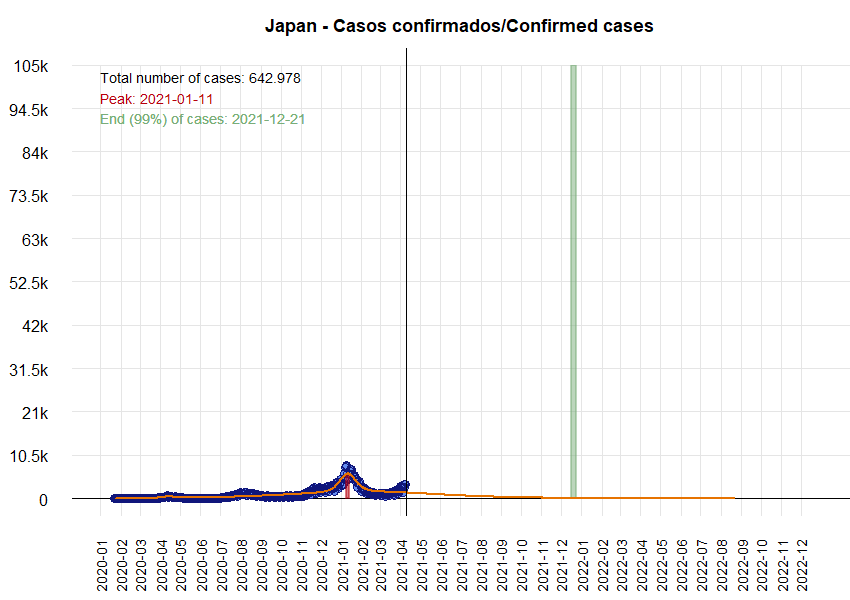 Japan - Casos confirmados/Confirmed cases
105k
94.5k
84k
73.5k
63k
52.5k
42k
31.5k
21k
10.5k
0
Total number of cases: 642.978
Peak: 2021-01-11
End (99%) of cases: 2021-12-21
2020-01
2020-02
2020-03
2020-04
2020-05
2020-06
2020-07
2020-08
2020-09
2020-10
2020-11
2020-12
2021-01
2021-02
2021-03
2021-04
2021-05
2021-06
2021-07
2021-08
2021-09
2021-10
2021-11
2021-12
2022-01
2022-02
2022-03
2022-04
2022-05
2022-06
2022-07
2022-08
2022-09
2022-10
2022-11
2022-12